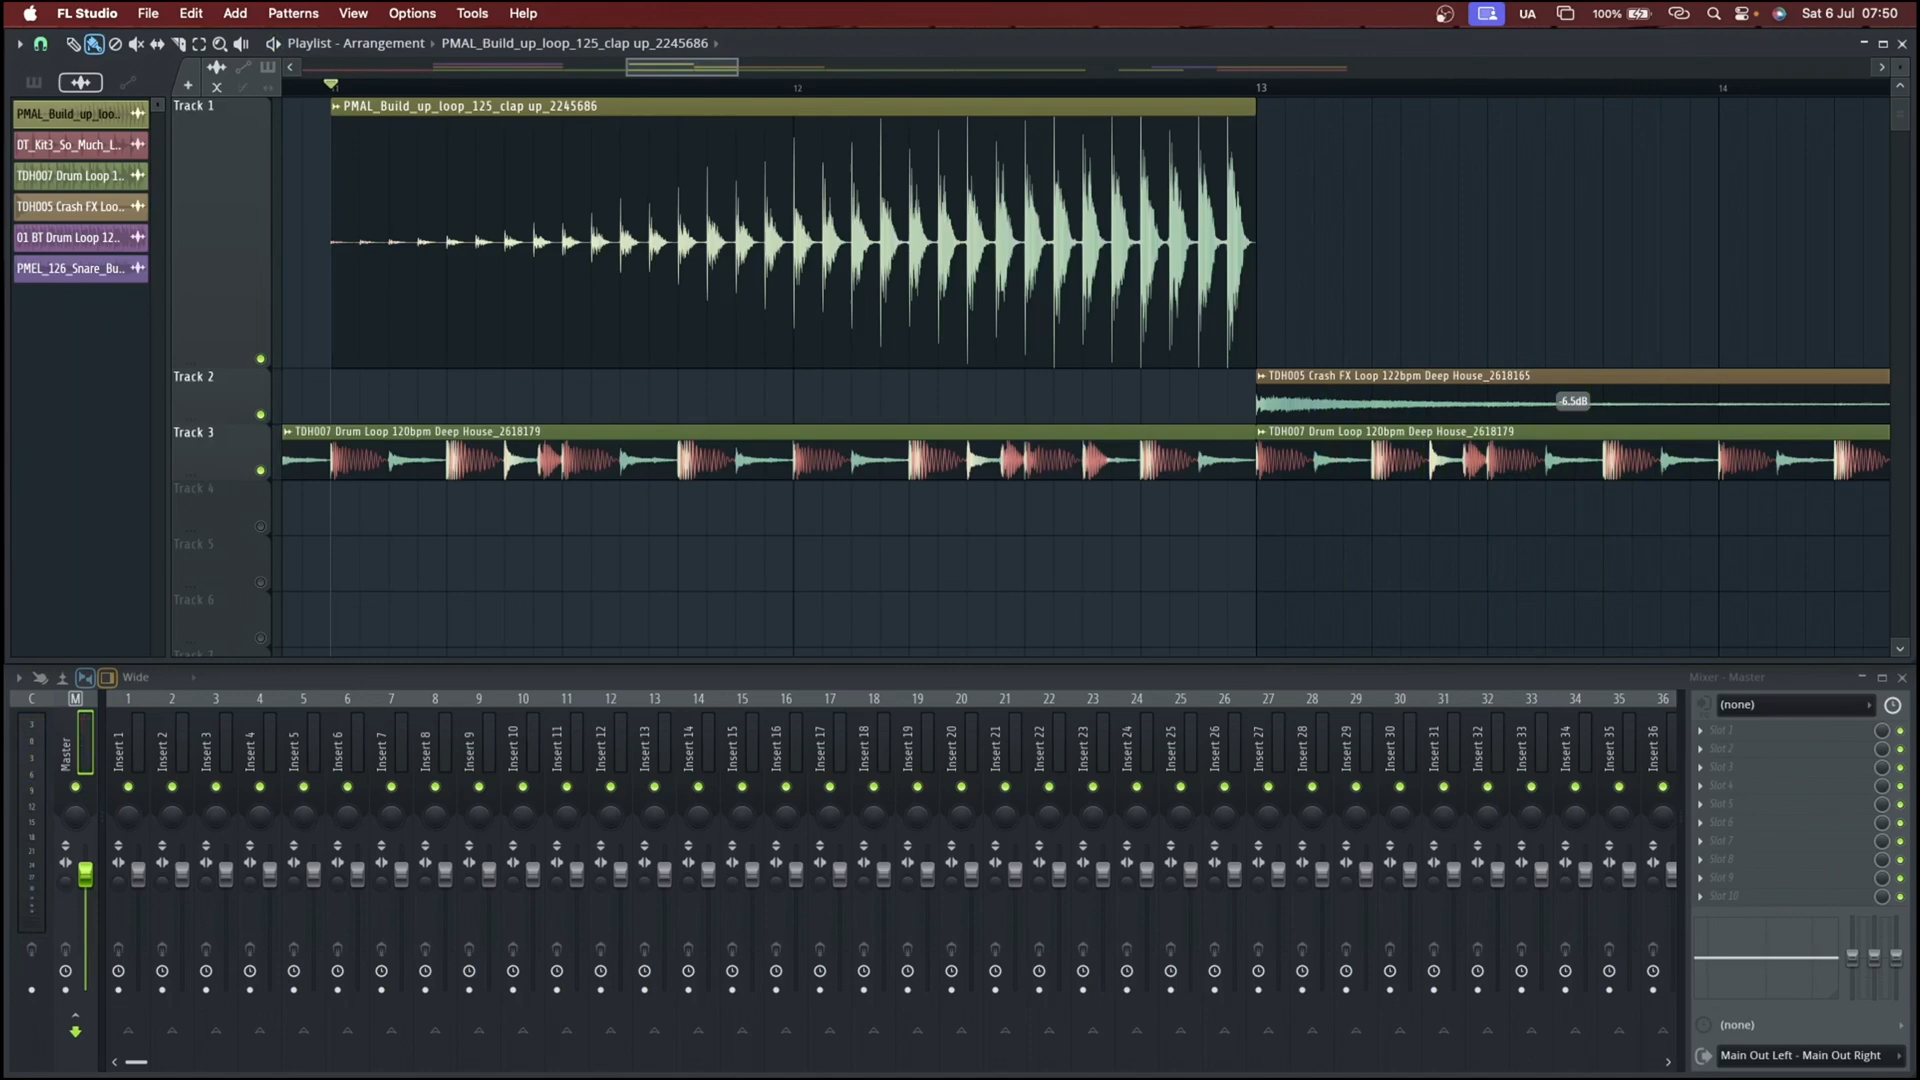 FL Studio File Edit Add Patterns View Options Tools Help UA 100% Sat 6 Jul 07:50
Playlist - Arrangement PMAL_Build_up_loop_125_clap up_2245686
12 13 14
Track 1 PMAL_Build_up_loop_125_clap up_2245686
PMAL_Build_up_loo..
DT_Kit3_So_Much_L..
TDH007 Drum Loop 1..
TDH005 Crash FX Loo..
01 BT Drum Loop 12..
PMEL_126_Snare_Bu..
Track 2 TDH005 Crash FX Loop 122bpm Deep House_2618165
-6.5dB
Track 3 TDH007 Drum Loop 120bpm Deep House_2618179 TDH007 Drum Loop 120bpm Deep House_2618179
Track 4
Track 5
Track 6
Wide Mixer - Master
C M 1 2 3 4 5 6 7 8 9 10 11 12 13 14 15 16 17 18 19 20 21 22 23 24 25 26 27 28 29 30 31 32 33 34 35 36
Master Insert 1 Insert 2 Insert 3 Insert 4 Insert 5 Insert 6 Insert 7 Insert 8 Insert 9 Insert 10 Insert 11 Insert 12 Insert 13 Insert 14 Insert 15 Insert 16 Insert 17 Insert 18 Insert 19 Insert 20 Insert 21 Insert 22 Insert 23 Insert 24 Insert 25 Insert 26 Insert 27 Insert 28 Insert 29 Insert 30 Insert 31 Insert 32 Insert 33 Insert 34 Insert 35 Insert 36
(none)
Slot 1
Slot 2
Slot 3
Slot 4
Slot 5
Slot 6
Slot 7
Slot 8
Slot 9
Slot 10
(none)
Main Out Left - Main Out Right